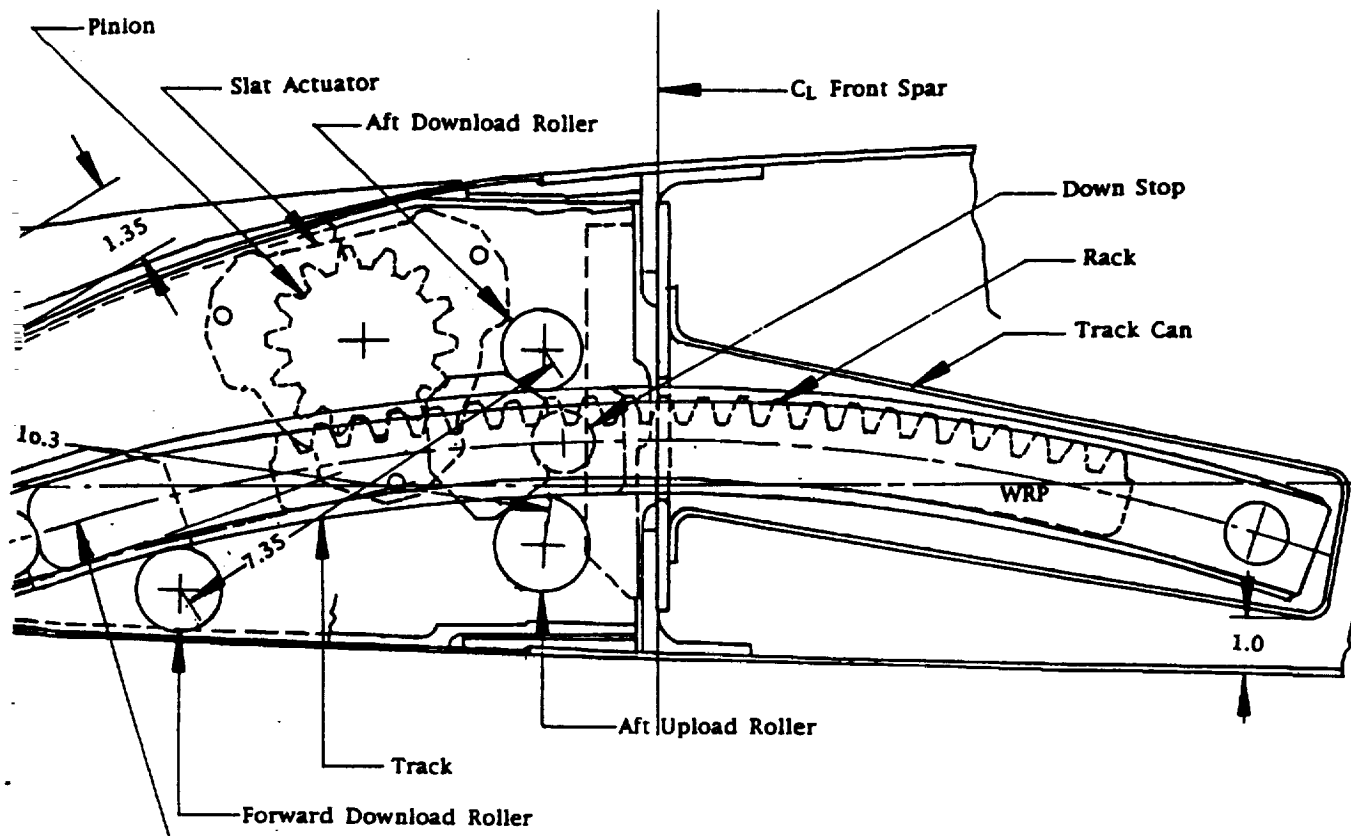 Pinion
Slat Actuator
CL Front Spar
Aft Download Roller
Down Stop
1.35
Rack
Track Can
10.3
WRP
7.35
1.0
Aft Upload Roller
Track
Forward Download Roller